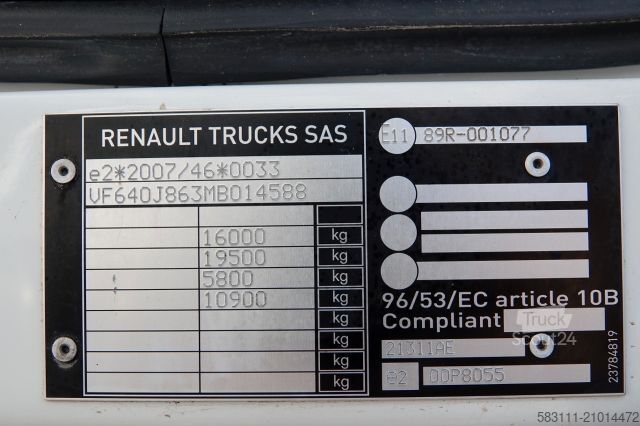 RENAULT TRUCKS SAS
e2*2007/46*0033
VF640J863MB014588
16000 kg
19500 kg
5800 kg
10900 kg
kg
kg
kg
kg
E11 89R-001077
96/53/EC article 10B
Compliant
21311AE
e2 00P8055
23784819
Truck
Scout24
583111-21014472